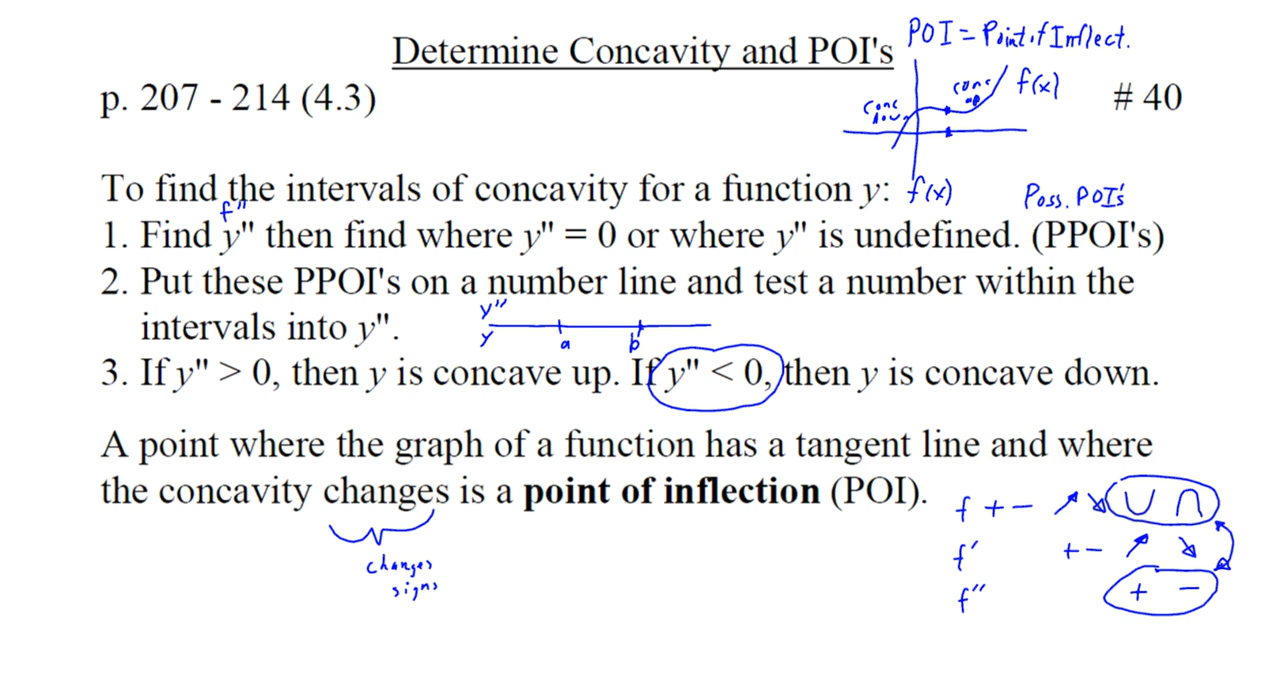 Determine Concavity and POI's
POI = Point of Inflect.
p. 207 - 214 (4.3)
conc down
conc up
f(x)
# 40
To find the intervals of concavity for a function y: f(x)
Poss. POI's
f"
1. Find y" then find where y" = 0 or where y" is undefined. (PPOI's)
2. Put these PPOI's on a number line and test a number within the
intervals into y".
y"
y
a
b
3. If y" > 0, then y is concave up. If y" < 0, then y is concave down.
A point where the graph of a function has a tangent line and where
the concavity changes is a point of inflection (POI).
changes
signs
f + - ↗ ↘ ∪ ∩
f' + - ↗ ↘
f" + -